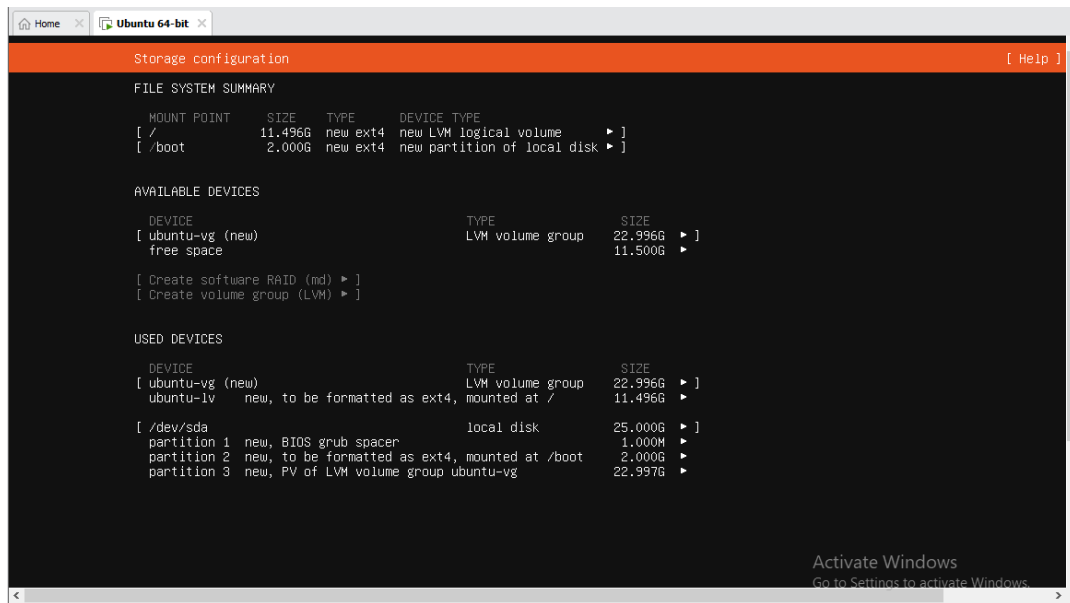 Home Ubuntu 64-bit
Storage configuration [ Help ]
FILE SYSTEM SUMMARY
MOUNT POINT SIZE TYPE DEVICE TYPE
[ / 11.496G new ext4 new LVM logical volume ▸ ]
[ /boot 2.000G new ext4 new partition of local disk ▸ ]
AVAILABLE DEVICES
DEVICE TYPE SIZE
[ ubuntu-vg (new) LVM volume group 22.996G ▸ ]
free space 11.500G ▸
[ Create software RAID (md) ▸ ]
[ Create volume group (LVM) ▸ ]
USED DEVICES
DEVICE TYPE SIZE
[ ubuntu-vg (new) LVM volume group 22.996G ▸ ]
ubuntu-lv new, to be formatted as ext4, mounted at / 11.496G ▸
[ /dev/sda local disk 25.000G ▸ ]
partition 1 new, BIOS grub spacer 1.000M ▸
partition 2 new, to be formatted as ext4, mounted at /boot 2.000G ▸
partition 3 new, PV of LVM volume group ubuntu-vg 22.997G ▸
Activate Windows
Go to Settings to activate Windows.